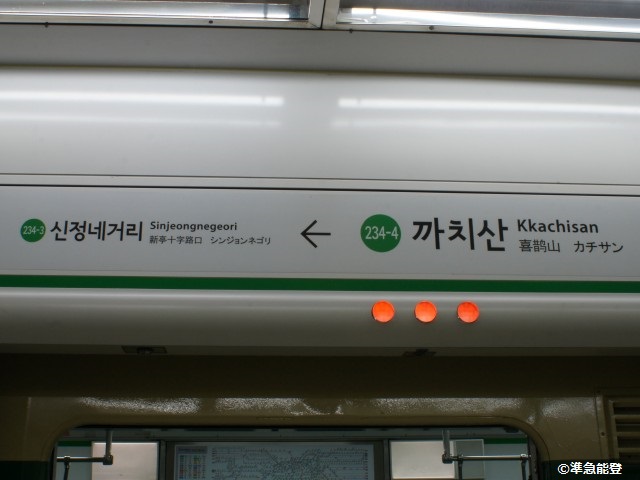 234-3 신정네거리 Sinjeongnegeori
新亭十字路口 シンジョンネゴリ
←
234-4 까치산 Kkachisan
喜鹊山 カチサン
©準急能登